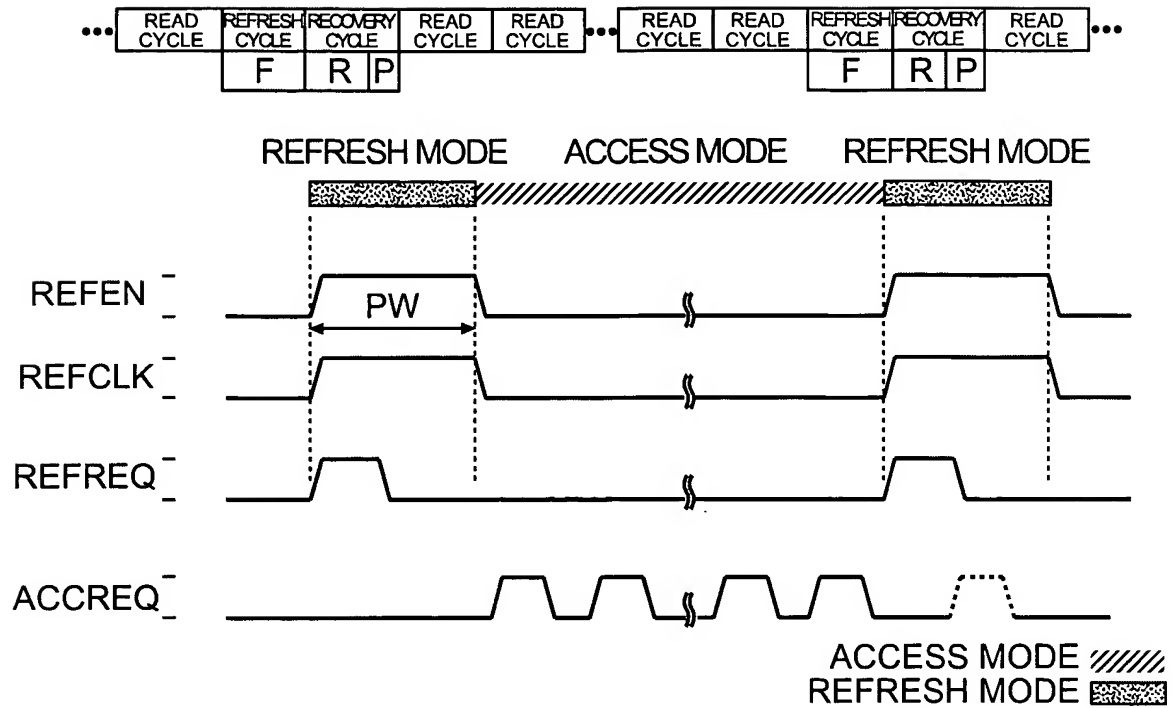 ••• READ CYCLE REFRESH CYCLE RECOVERY CYCLE READ CYCLE READ CYCLE ••• READ CYCLE READ CYCLE REFRESH CYCLE RECOVERY CYCLE READ CYCLE •••
F R P F R P
REFRESH MODE ACCESS MODE REFRESH MODE
REFEN
PW
REFCLK
REFREQ
ACCREQ
ACCESS MODE
REFRESH MODE